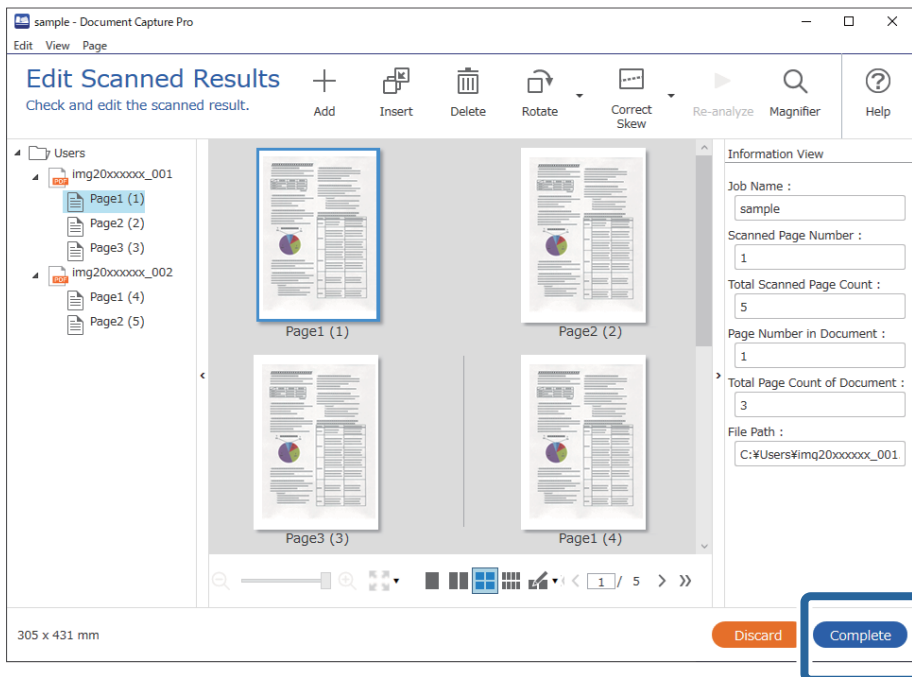 sample - Document Capture Pro
Edit View Page
Edit Scanned Results
Check and edit the scanned result.
Add
Insert
Delete
Rotate
Correct
Skew
Re-analyze
Magnifier
Help
Users
PDF
img20xxxxxx_001
Page1 (1)
Page2 (2)
Page3 (3)
PDF
img20xxxxxx_002
Page1 (4)
Page2 (5)
Page1 (1)
Page2 (2)
Page3 (3)
Page1 (4)
1 / 5
Information View
Job Name :
sample
Scanned Page Number :
1
Total Scanned Page Count :
5
Page Number in Document :
1
Total Page Count of Document :
3
File Path :
C:¥Users¥img20xxxxxx_001
305 x 431 mm
Discard
Complete